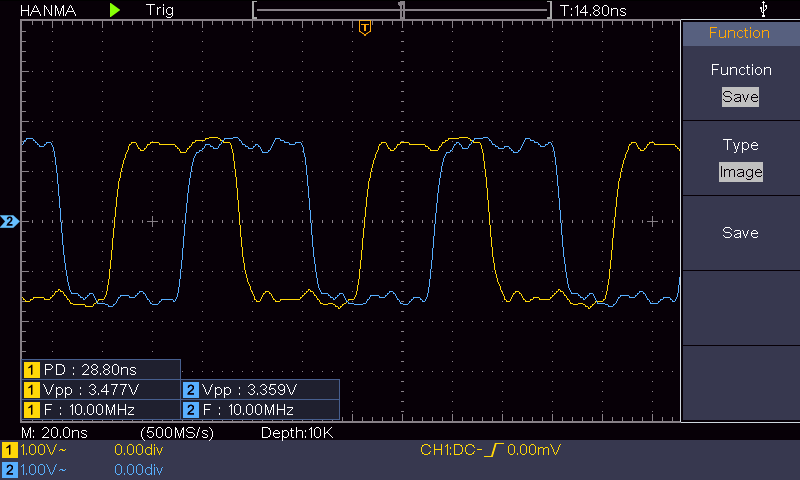 HANMA Trig T:14.80ns
T
Function
Function
Save
Type
Image
2
Save
1 PD : 28.80ns
1 Vpp : 3.477V 2 Vpp : 3.359V
1 F : 10.00MHz 2 F : 10.00MHz
M: 20.0ns (500MS/s) Depth:10K
1 1.00V~ 0.00div CH1:DC- 0.00mV
2 1.00V~ 0.00div